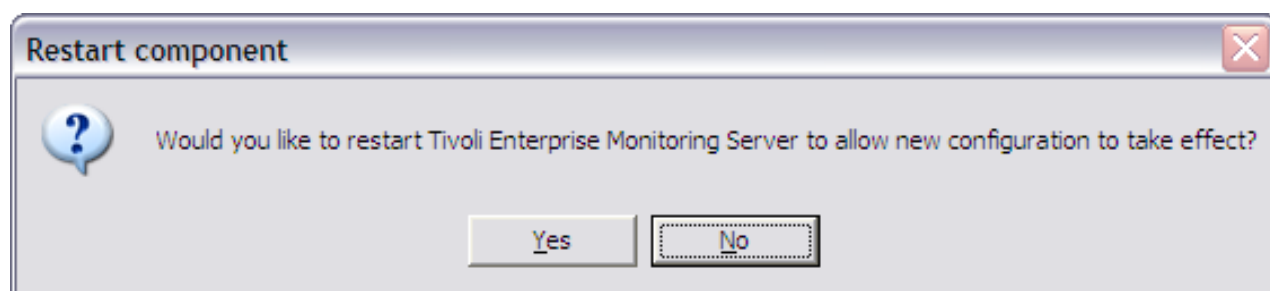 Restart component
?
Would you like to restart Tivoli Enterprise Monitoring Server to allow new configuration to take effect?
Yes No